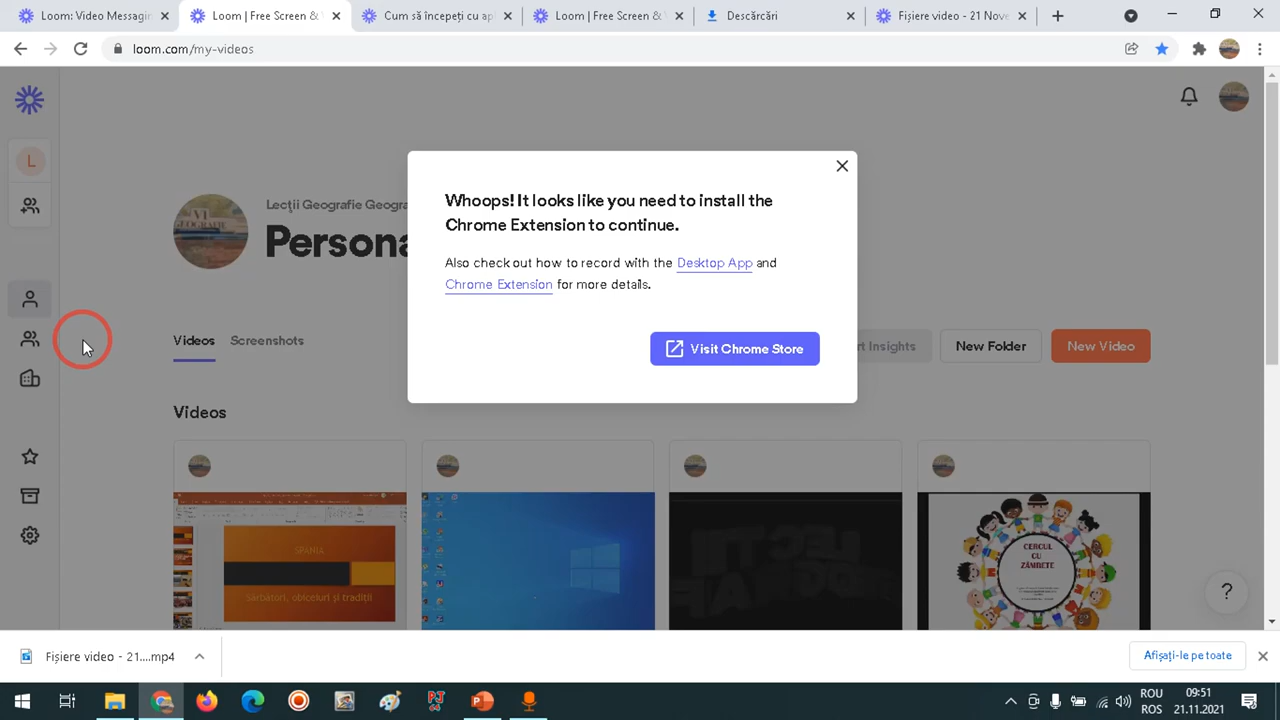 Loom: Video Messagin
Loom | Free Screen &
Cum să începeți cu ap
Loom | Free Screen &
Descărcări
Fișiere video - 21 Nove
loom.com/my-videos
L
Lecții Geografie Geogra
Persona
Whoops! It looks like you need to install the
Chrome Extension to continue.
Also check out how to record with the Desktop App and
Chrome Extension for more details.
Visit Chrome Store
Videos
Screenshots
rt Insights
New Folder
New Video
Videos
VI
GEOGRAFIE
SPANIA
Sărbători, obiceiuri și tradiții
CERCUL
CU
ZÂMBETE
?
Fișiere video - 21....mp4
Afișați-le pe toate
ROU
ROS
09:51
21.11.2021